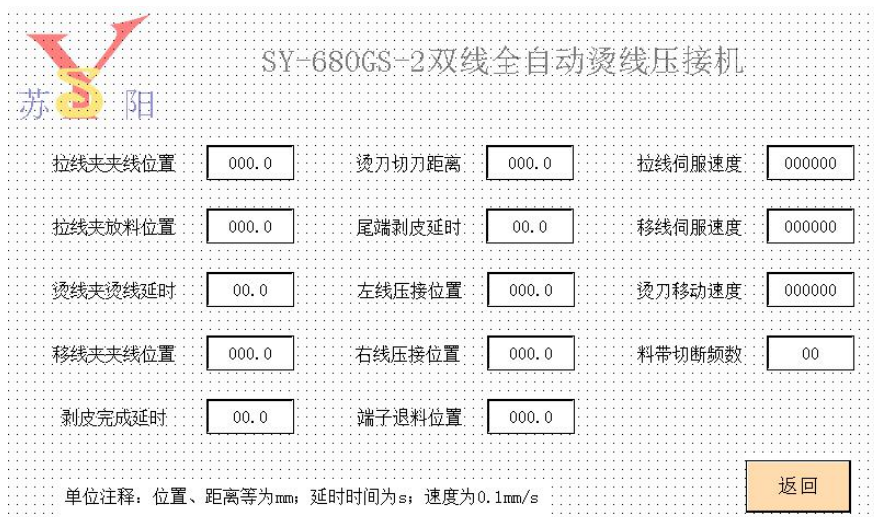 SY-680GS-2双线全自动烫线压接机
苏 阳
拉线夹夹线位置 000.0 烫刀切刀距离 000.0 拉线伺服速度 000000
拉线夹放料位置 000.0 尾端剥皮延时 00.0 移线伺服速度 000000
烫线夹烫线延时 00.0 左线压接位置 000.0 烫刀移动速度 000000
移线夹夹线位置 000.0 右线压接位置 000.0 料带切断频数 00
剥皮完成延时 00.0 端子退料位置 000.0
单位注释：位置、距离等为mm；延时时间为s；速度为0.1mm/s
返回